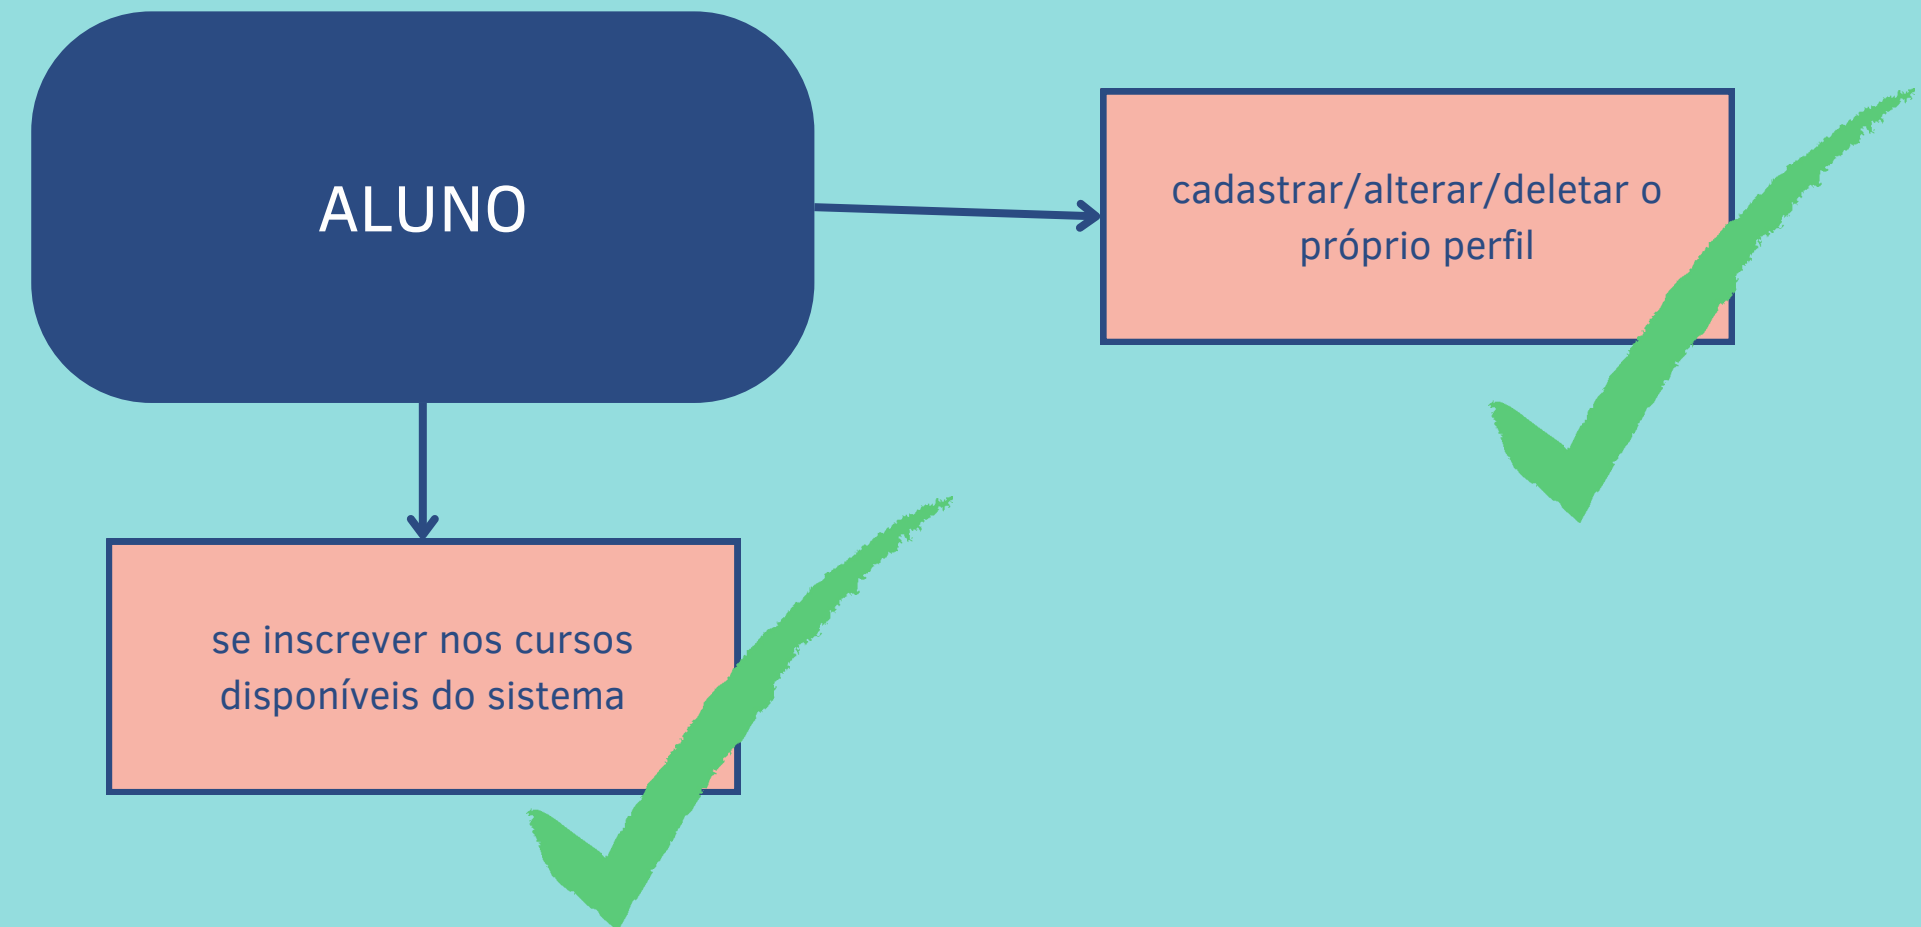 ALUNO
cadastrar/alterar/deletar o
próprio perfil
se inscrever nos cursos
disponíveis do sistema